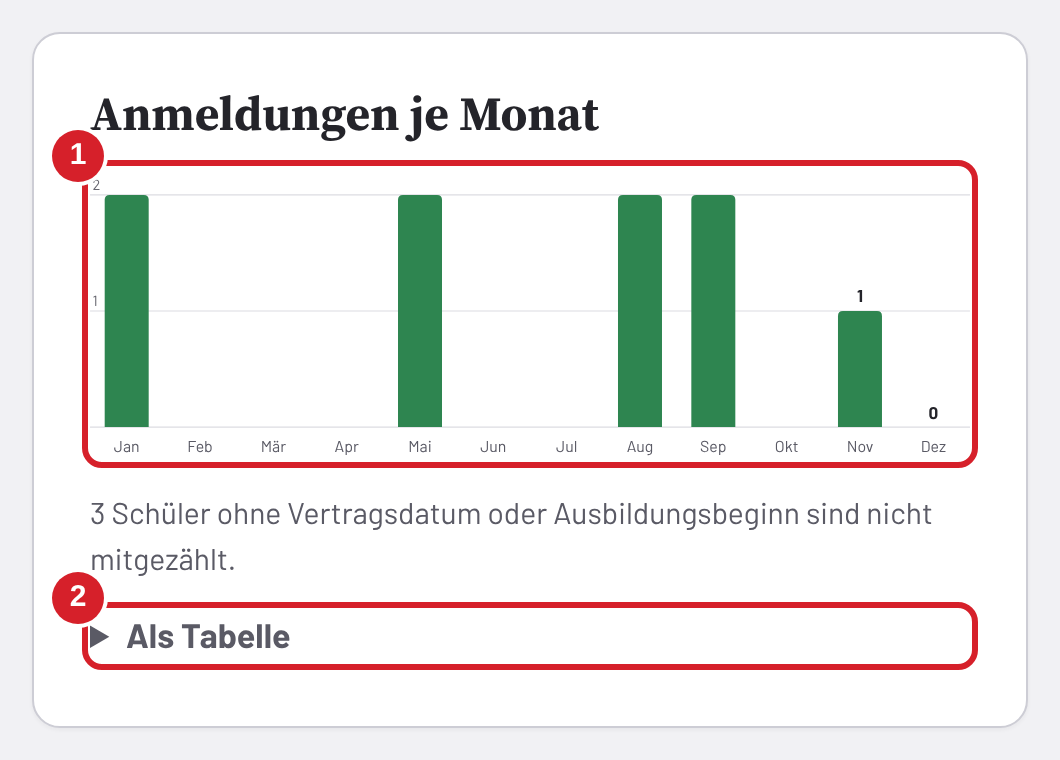 Anmeldungen je Monat
1
2
1
1
0
Jan Feb Mär Apr Mai Jun Jul Aug Sep Okt Nov Dez
3 Schüler ohne Vertragsdatum oder Ausbildungsbeginn sind nicht
mitgezählt.
2
Als Tabelle